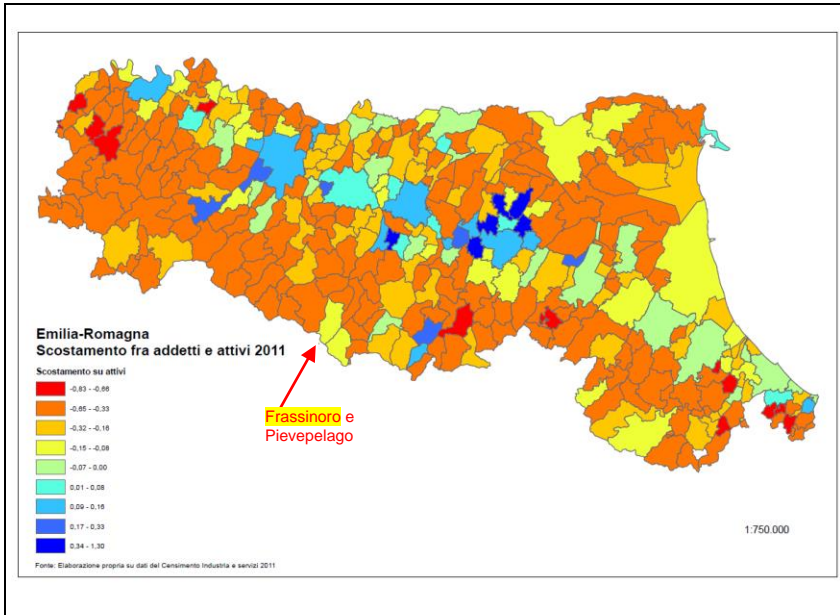 Emilia-Romagna
Scostamento fra addetti e attivi 2011
Scostamento su attivi
-0,83 - -0,66
-0,65 - -0,33
-0,32 - -0,16
-0,15 - -0,08
-0,07 - 0,00
0,01 - 0,08
0,09 - 0,16
0,17 - 0,33
0,34 - 1,30
Frassinoro e
Pievepelago
1:750.000
Fonte: Elaborazione propria su dati del Censimento Industria e servizi 2011